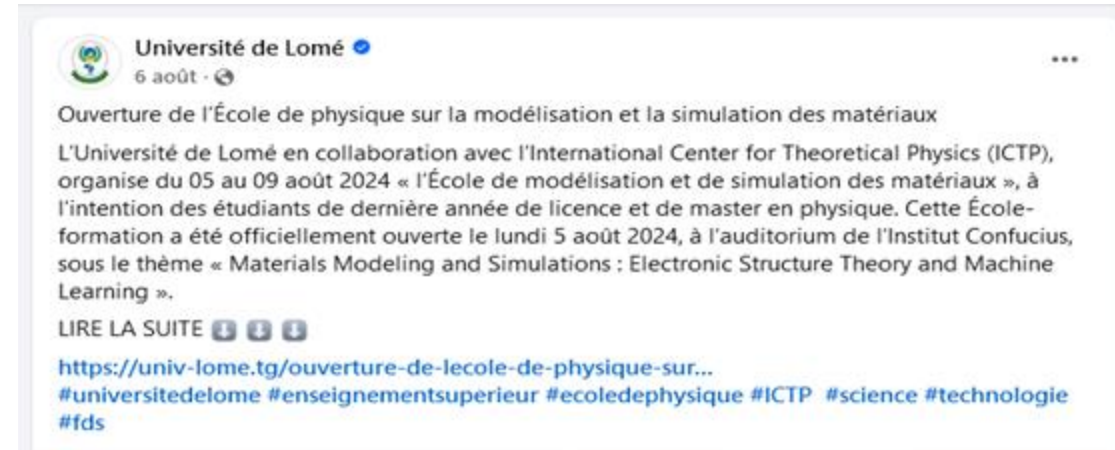 Université de Lomé
6 août ·
Ouverture de l'École de physique sur la modélisation et la simulation des matériaux
L'Université de Lomé en collaboration avec l'International Center for Theoretical Physics (ICTP),
organise du 05 au 09 août 2024 « l'École de modélisation et de simulation des matériaux », à
l'intention des étudiants de dernière année de licence et de master en physique. Cette École-
formation a été officiellement ouverte le lundi 5 août 2024, à l'auditorium de l'Institut Confucius,
sous le thème « Materials Modeling and Simulations : Electronic Structure Theory and Machine
Learning ».
LIRE LA SUITE ⬇️ ⬇️ ⬇️
https://univ-lome.tg/ouverture-de-lecole-de-physique-sur...
#universitedelome #enseignementsuperieur #ecoledephysique #ICTP #science #technologie
#fds